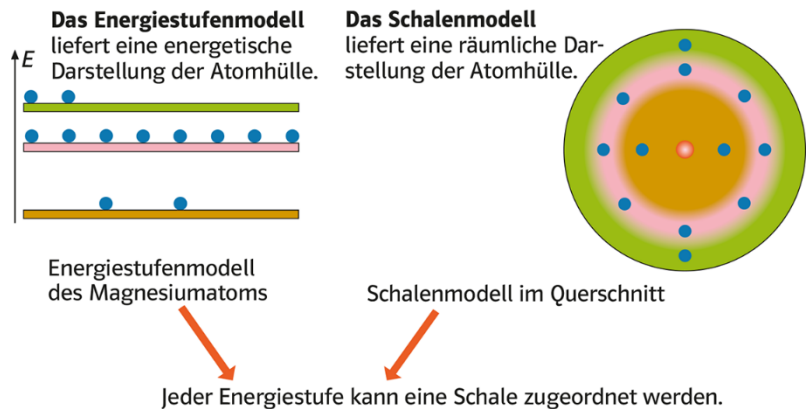 Das Energiestufenmodell
liefert eine energetische
Darstellung der Atomhülle.
E
Das Schalenmodell
liefert eine räumliche Dar-
stellung der Atomhülle.
Energiestufenmodell
des Magnesiumatoms
Schalenmodell im Querschnitt
Jeder Energiestufe kann eine Schale zugeordnet werden.